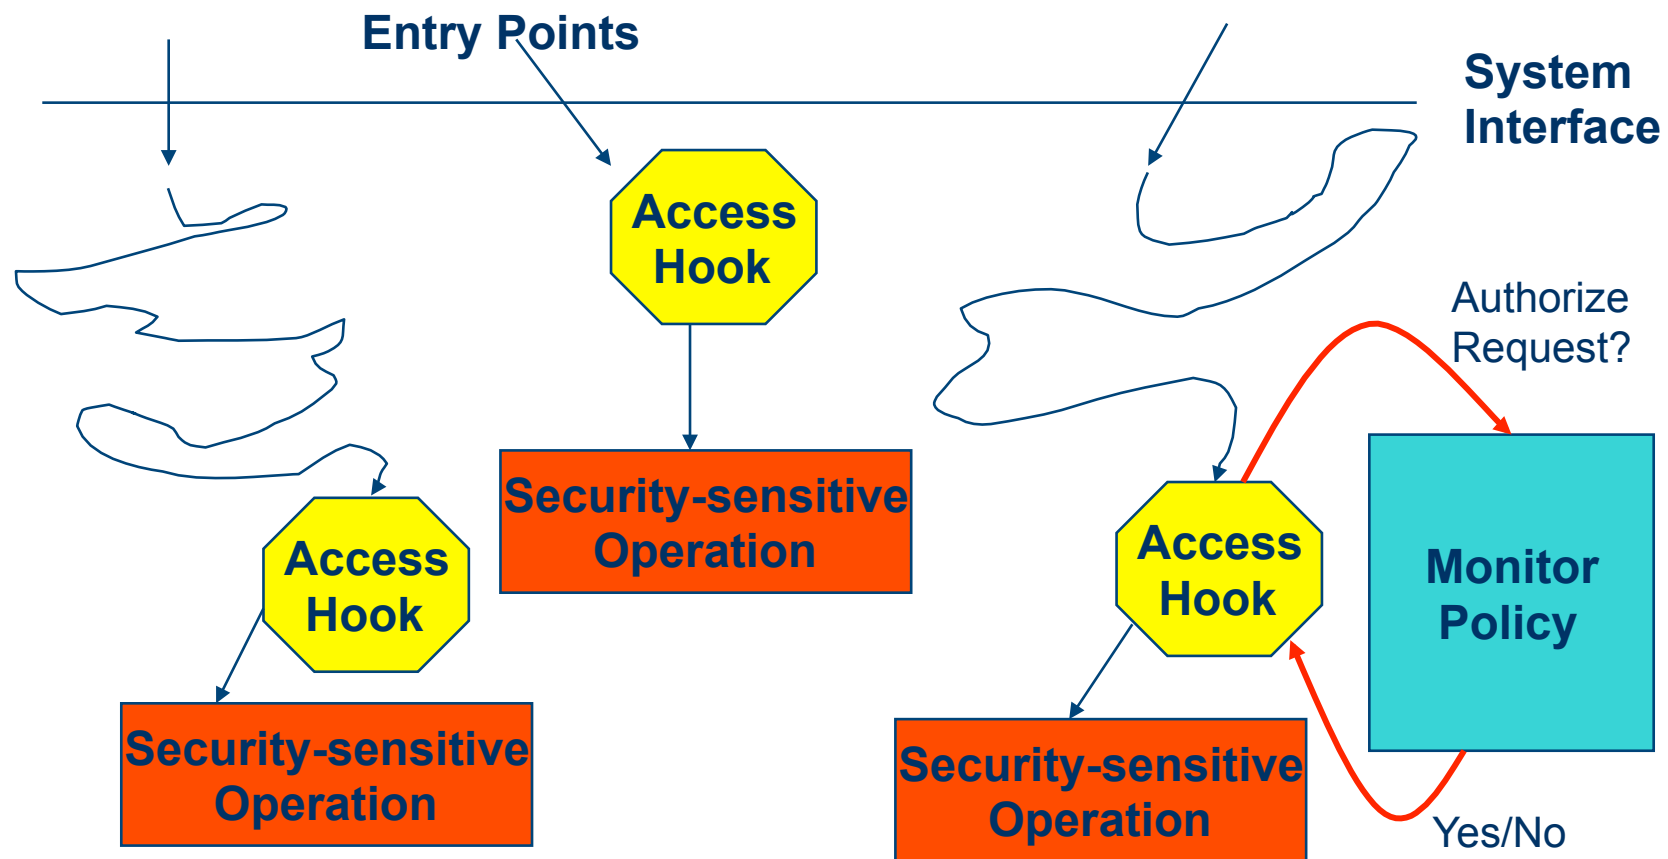 Entry Points
System
Interface
Access
Hook
Authorize
Request?
Security-sensitive
Operation
Access
Hook
Access
Hook
Monitor
Policy
Security-sensitive
Operation
Security-sensitive
Operation
Yes/No